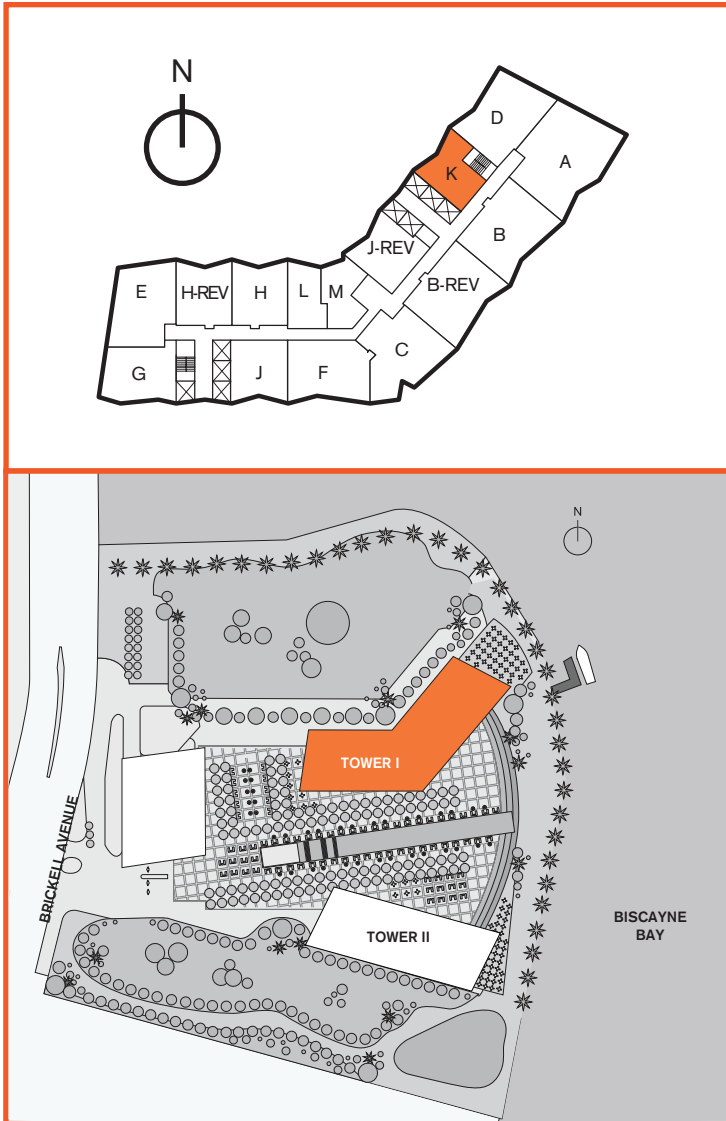 N
D
K
A
B
J-REV
B-REV
E
H-REV
H
L
M
C
G
J
F
N
TOWER I
BRICKELL AVENUE
TOWER II
BISCAYNE
BAY